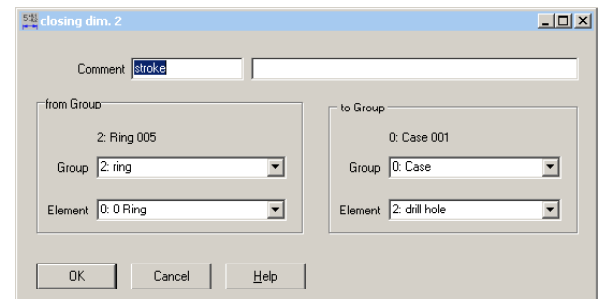 closing dim. 2
Comment stroke
from Group
2: Ring 005
Group 2: ring
Element 0: 0 Ring
to Group
0: Case 001
Group 0: Case
Element 2: drill hole
OK Cancel Help